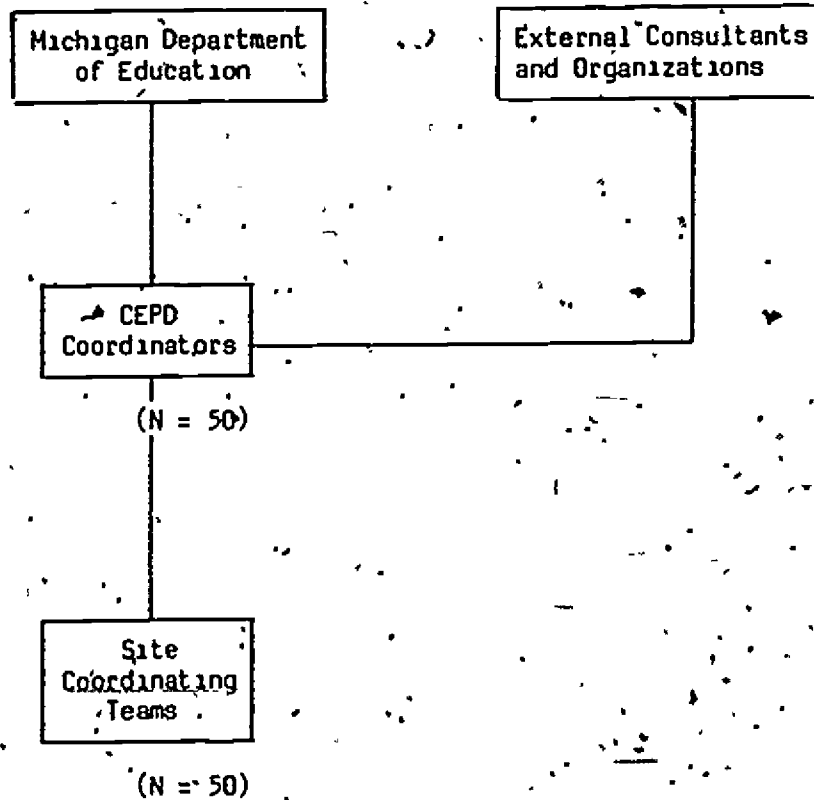 Michigan Department
of Education
External Consultants
and Organizations
CEPD
Coordinators
(N = 50)
Site
Coordinating
Teams
(N = 50)